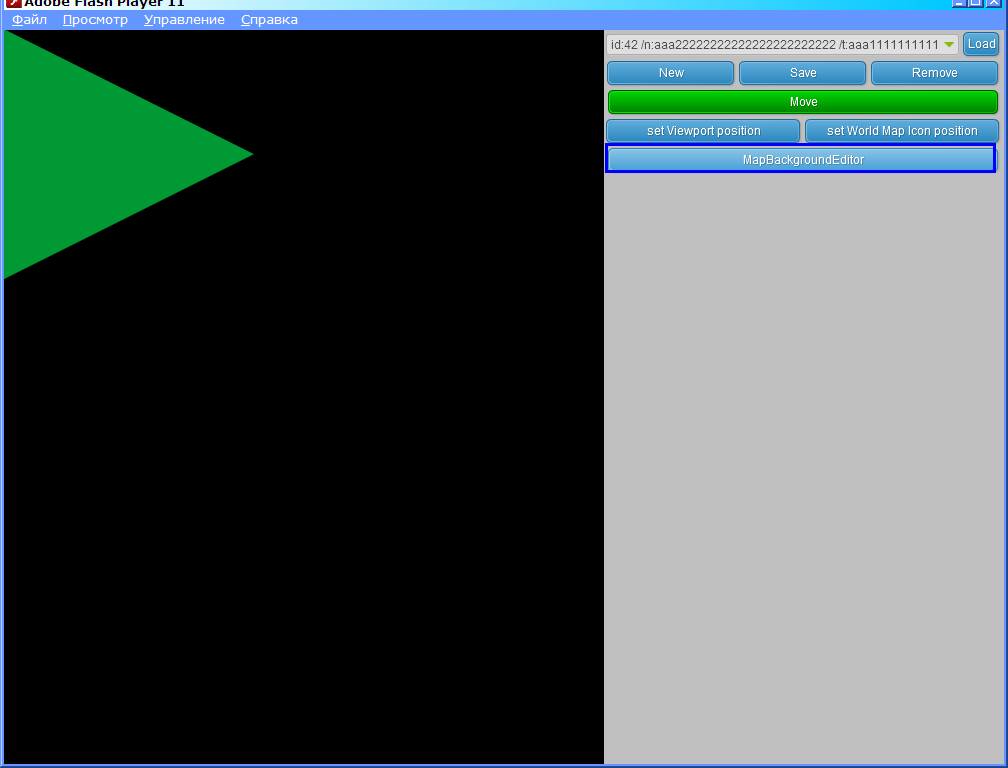 Adobe Flash Player 11
Файл Просмотр Управление Справка
id:42 /n:aaa22222222222222222222222 /t:aaa1111111111 Load
New Save Remove
Move
set Viewport position set World Map Icon position
MapBackgroundEditor